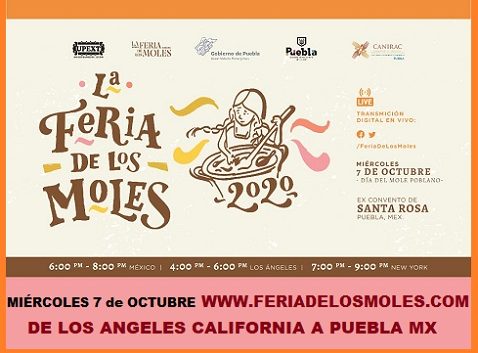 UPEXT
LA FERIA
DE LOS MOLES
Gobierno de Puebla
Puebla
CANIRAC
PUEBLA
La
FeRIA
DE LOS
MOLES
2020
LIVE
TRANSMICIÓN
DIGITAL EN VIVO:
/FeriaDeLosMoles
MIÉRCOLES
7 DE OCTUBRE
- DÍA DEL MOLE POBLANO -
EX CONVENTO DE
SANTA ROSA
PUEBLA, MEX.
6:00 PM - 8:00 PM MÉXICO | 4:00 PM - 6:00 PM LOS ÁNGELES | 7:00 PM - 9:00 PM NEW YORK
MIÉRCOLES 7 de OCTUBRE WWW.FERIADELOSMOLES.COM
DE LOS ANGELES CALIFORNIA A PUEBLA MX